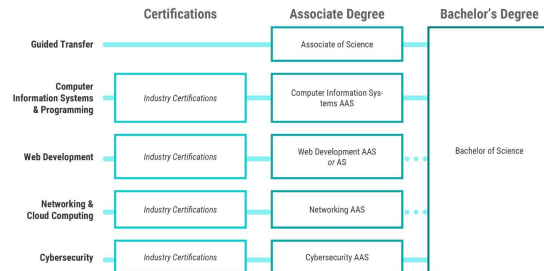 Certifications
Associate Degree
Bachelor's Degree
Guided Transfer
Associate of Science
Computer
Information Systems
& Programming
Industry Certifications
Computer Information Sys-
tems AAS
Web Development
Industry Certifications
Web Development AAS
or AS
Bachelor of Science
Networking &
Cloud Computing
Industry Certifications
Networking AAS
Cybersecurity
Industry Certifications
Cybersecurity AAS